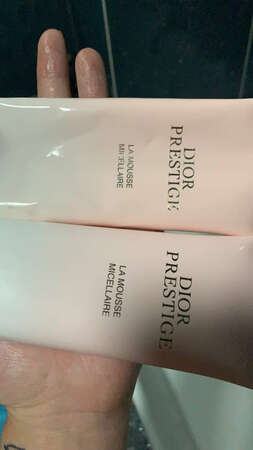 DIOR
PRESTIGE
LA MOUSSE
MICELLAIRE
DIOR
PRESTIGE
LA MOUSSE
MICELLAIRE